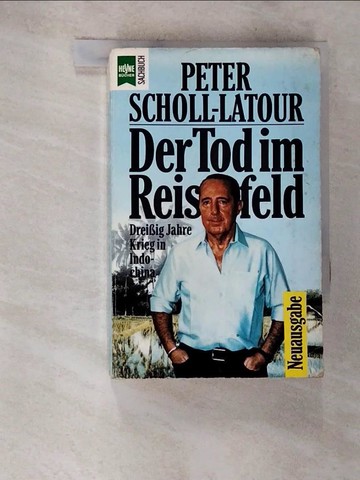 HEYNE
BÜCHER
SACHBUCH
PETER
SCHOLL-LATOUR
Der Tod im
Reisfeld
Dreißig Jahre
Krieg in
Indo-
china
Neuausgabe